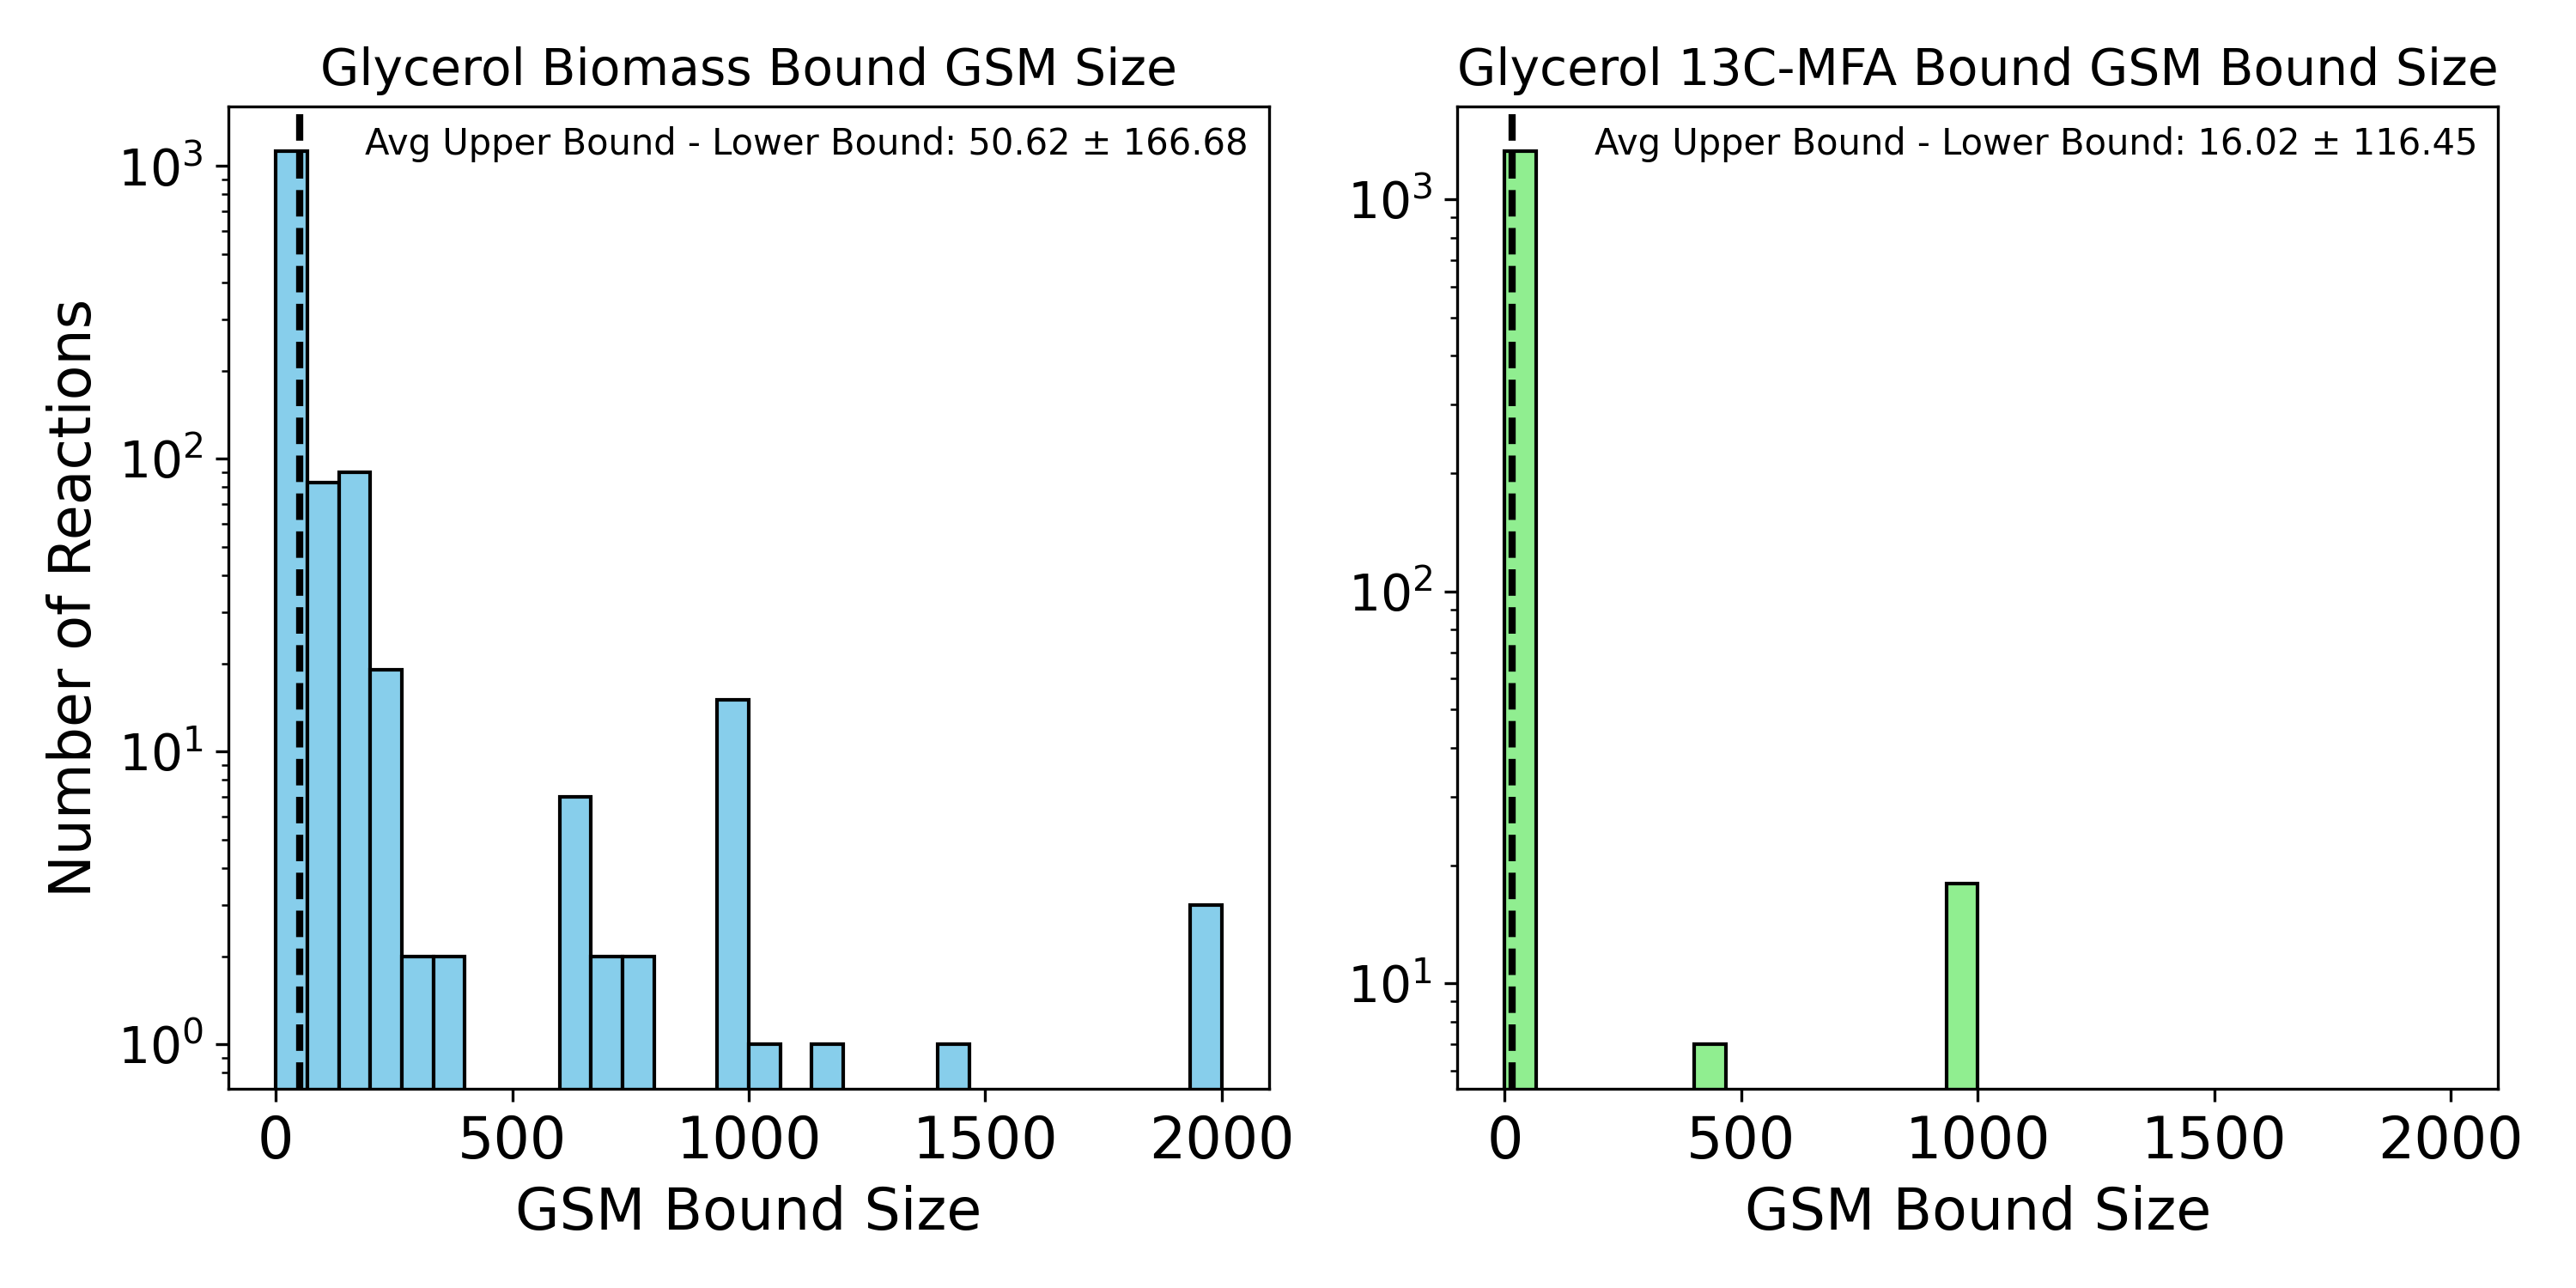 Glycerol Biomass Bound GSM Size
Avg Upper Bound - Lower Bound: 50.62 ± 166.68
Number of Reactions
10³
10²
10¹
10⁰
0 500 1000 1500 2000
GSM Bound Size
Glycerol 13C-MFA Bound GSM Bound Size
Avg Upper Bound - Lower Bound: 16.02 ± 116.45
10³
10²
10¹
0 500 1000 1500 2000
GSM Bound Size